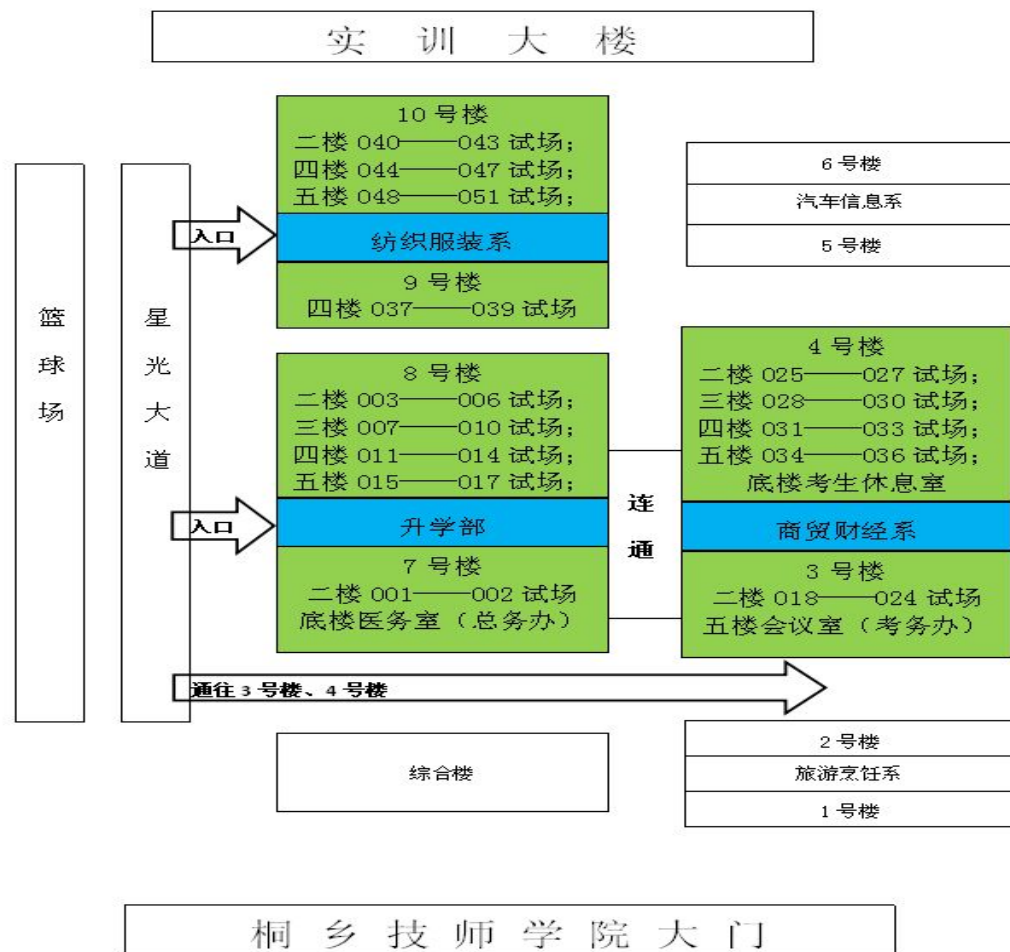 实训大楼
10号楼
二楼 040——043 试场；
四楼 044——047 试场；
五楼 048——051 试场；
入口
纺织服装系
9号楼
四楼 037——039 试场
6号楼
汽车信息系
5号楼
篮球场
星光大道
8号楼
二楼 003——006 试场；
三楼 007——010 试场；
四楼 011——014 试场；
五楼 015——017 试场；
入口
升学部
7号楼
二楼 001——002 试场
底楼医务室（总务办）
连通
4号楼
二楼 025——027 试场；
三楼 028——030 试场；
四楼 031——033 试场；
五楼 034——036 试场；
底楼考生休息室
商贸财经系
3号楼
二楼 018——024 试场
五楼会议室（考务办）
通往3号楼、4号楼
综合楼
2号楼
旅游烹饪系
1号楼
桐乡技师学院大门